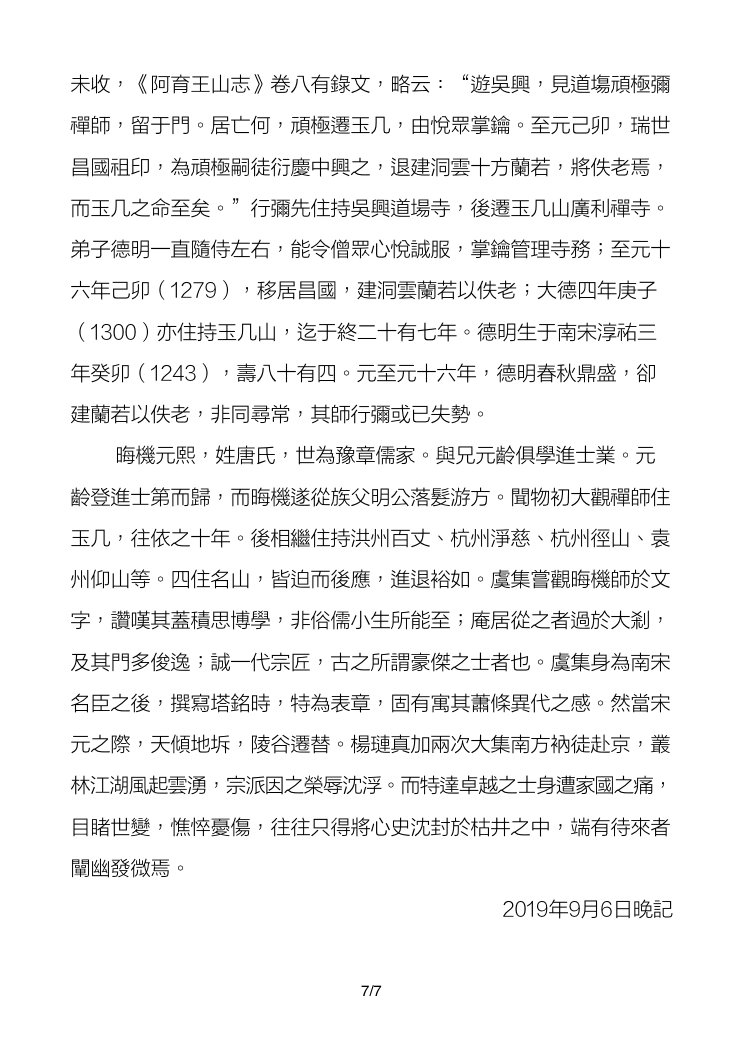 未收，《阿育王山志》卷八有錄文，略云：“遊吳興，見道塲頑極彌
禪師，留于門。居亡何，頑極遷玉几，由悅眾掌鑰。至元己卯，瑞世
昌國祖印，為頑極嗣徒衍慶中興之，退建洞雲十方蘭若，將佚老焉，
而玉几之命至矣。”行彌先住持吳興道場寺，後遷玉几山廣利禪寺。
弟子德明一直隨侍左右，能令僧眾心悅誠服，掌鑰管理寺務；至元十
六年己卯（1279），移居昌國，建洞雲蘭若以佚老；大德四年庚子
（1300）亦住持玉几山，迄于終二十有七年。德明生于南宋淳祐三
年癸卯（1243），壽八十有四。元至元十六年，德明春秋鼎盛，卻
建蘭若以佚老，非同尋常，其師行彌或已失勢。
晦機元熙，姓唐氏，世為豫章儒家。與兄元齡俱學進士業。元
齡登進士第而歸，而晦機遂從族父明公落髮游方。聞物初大觀禪師住
玉几，往依之十年。後相繼住持洪州百丈、杭州淨慈、杭州徑山、袁
州仰山等。四住名山，皆迫而後應，進退裕如。虞集嘗觀晦機師於文
字，讚嘆其蓋積思博學，非俗儒小生所能至；庵居從之者過於大剎，
及其門多俊逸；誠一代宗匠，古之所謂豪傑之士者也。虞集身為南宋
名臣之後，撰寫塔銘時，特為表章，固有寓其蕭條異代之感。然當宋
元之際，天傾地坼，陵谷遷替。楊璉真加兩次大集南方衲徒赴京，叢
林江湖風起雲湧，宗派因之榮辱沈浮。而特達卓越之士身遭家國之痛，
目睹世變，憔悴憂傷，往往只得將心史沈封於枯井之中，端有待來者
闡幽發微焉。
2019年9月6日晚記
7/7